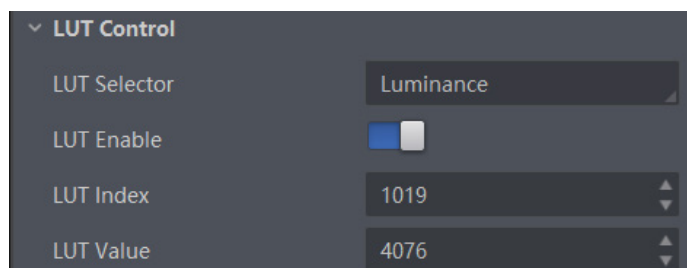 LUT Control
LUT Selector Luminance
LUT Enable
LUT Index 1019
LUT Value 4076